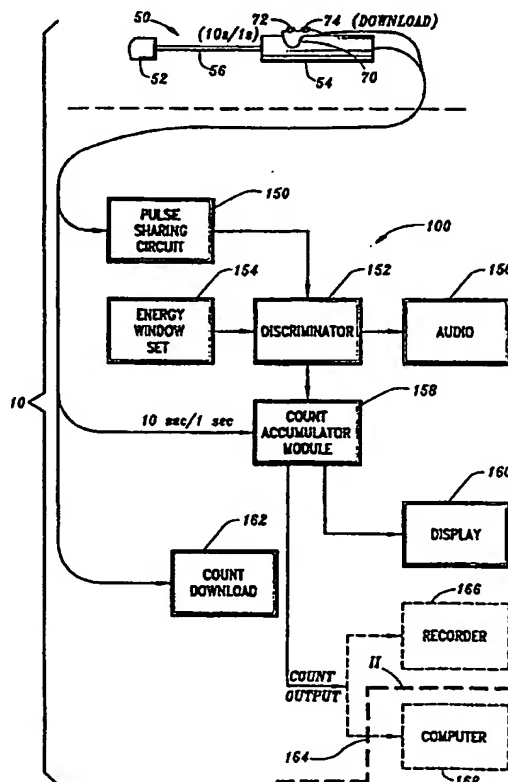 50
(10s/1s)
72
74
(DOWNLOAD)
52
56
54
70
150
PULSE
SHARING
CIRCUIT
100
154
152
156
ENERGY
WINDOW
SET
DISCRIMINATOR
AUDIO
158
10
10 sec/1 sec
COUNT
ACCUMULATOR
MODULE
160
162
DISPLAY
COUNT
DOWNLOAD
166
RECORDER
II
COUNT
OUTPUT
164
COMPUTER
168